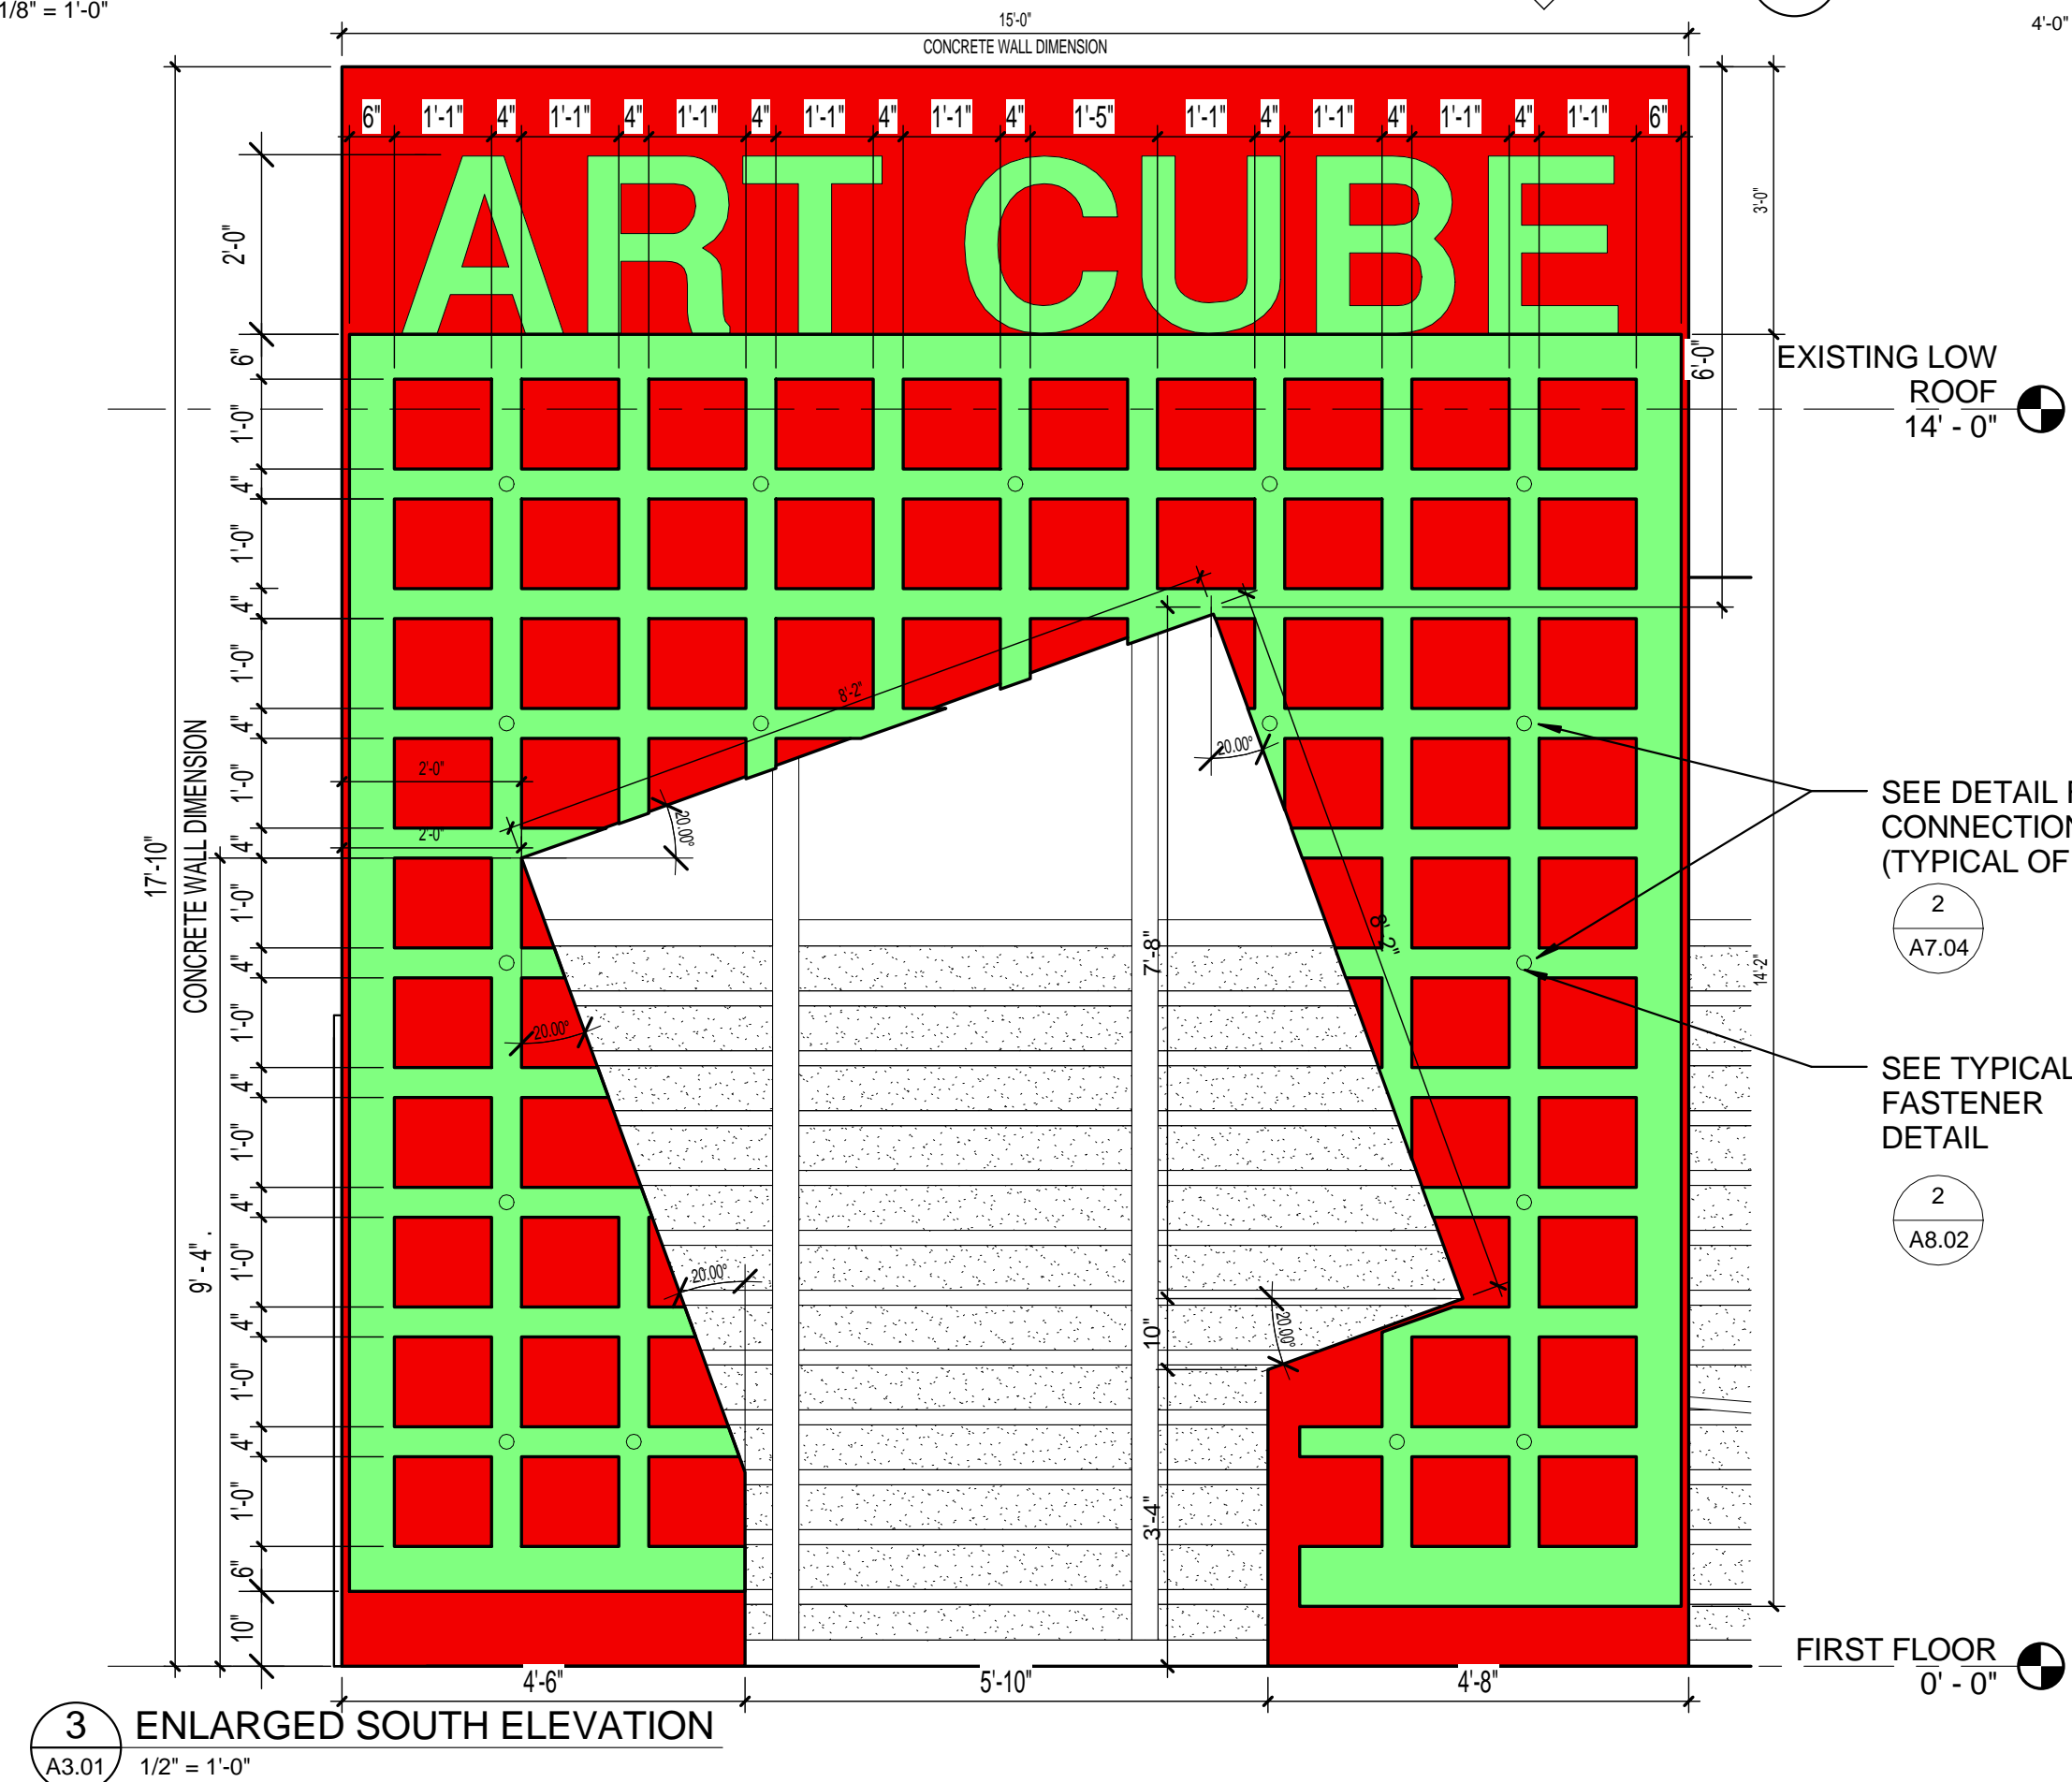 1/8" = 1'-0"
4'-0"
15'-0"
CONCRETE WALL DIMENSION
6" 1'-1" 4" 1'-1" 4" 1'-1" 4" 1'-1" 4" 1'-1" 4" 1'-5" 1'-1" 4" 1'-1" 4" 1'-1" 4" 1'-1" 6"
ART CUBE
2'-0"
6"
1'-0"
4"
1'-0"
4"
1'-0"
4"
1'-0"
4"
1'-0"
4"
1'-0"
4"
1'-0"
4"
1'-0"
4"
1'-0"
4"
1'-0"
6"
10"
17'-10"
CONCRETE WALL DIMENSION
9' - 4" .
2'-0"
2'-0"
8'-2"
20.00°
20.00°
20.00°
20.00°
20.00°
8'-2"
7'-8"
10"
3'-4"
3'-0"
6'-0"
14'-2"
EXISTING LOW
ROOF
14' - 0"
SEE DETAIL
CONNECTION
(TYPICAL OF
2
A7.04
SEE TYPICAL
FASTENER
DETAIL
2
A8.02
FIRST FLOOR
0' - 0"
4'-6" 5'-10" 4'-8"
3
A3.01
ENLARGED SOUTH ELEVATION
1/2" = 1'-0"